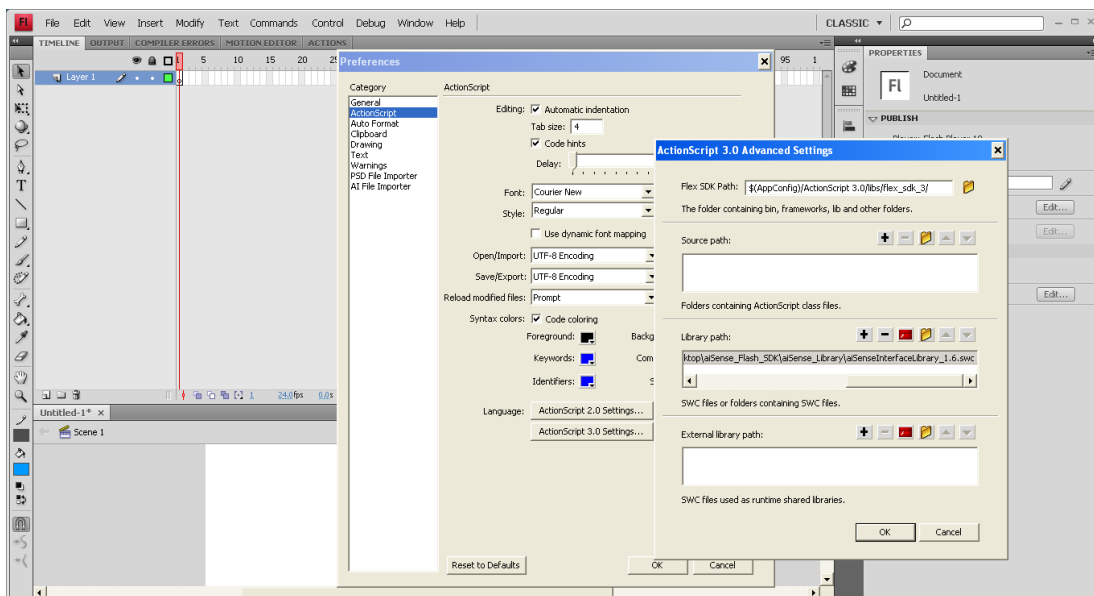 FL File Edit View Insert Modify Text Commands Control Debug Window Help CLASSIC
TIMELINE OUTPUT COMPILER ERRORS MOTION EDITOR ACTIONS
1 5 10 15 20 25 95 1
Layer 1
24.0fps 0.0s
Untitled-1* ×
Scene 1
Preferences
Category
General
ActionScript
Auto Format
Clipboard
Drawing
Text
Warnings
PSD File Importer
AI File Importer
ActionScript
Editing: Automatic indentation
Tab size: 4
Code hints
Delay:
Font: Courier New
Style: Regular
Use dynamic font mapping
Open/Import: UTF-8 Encoding
Save/Export: UTF-8 Encoding
Reload modified files: Prompt
Syntax colors: Code coloring
Foreground: Backg
Keywords: Com
Identifiers: S
Language: ActionScript 2.0 Settings...
ActionScript 3.0 Settings...
Reset to Defaults OK Cancel
ActionScript 3.0 Advanced Settings
Flex SDK Path: $(AppConfig)/ActionScript 3.0/libs/flex_sdk_3/
The folder containing bin, frameworks, lib and other folders.
Source path:
Folders containing ActionScript class files.
Library path:
ktop\aiSense_Flash_SDK\aiSense_Library\aiSenseInterfaceLibrary_1.6.swc
SWC files or folders containing SWC files.
External library path:
SWC files used as runtime shared libraries.
OK Cancel
PROPERTIES
FL
Document
Untitled-1
PUBLISH
Edit...
Edit...
Edit...